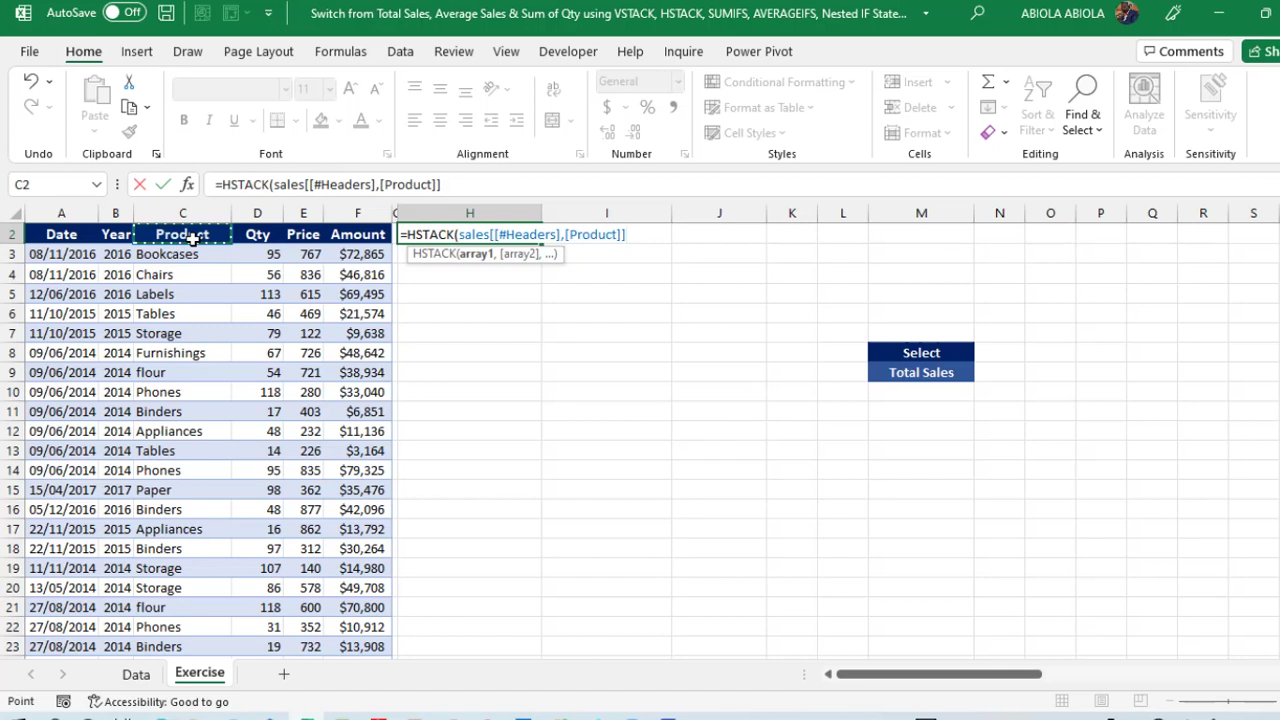 AutoSave Off Switch from Total Sales, Average Sales & Sum of Qty using VSTACK, HSTACK, SUMIFS, AVERAGEIFS, Nested IF State... ABIOLA ABIOLA
File Home Insert Draw Page Layout Formulas Data Review View Developer Help Inquire Power Pivot Comments Sh
Paste 11 General Conditional Formatting Insert
Format as Table Delete Sort & Filter Find & Select Analyze Data Sensitivity
Cell Styles Format
Undo Clipboard Font Alignment Number Styles Cells Editing Analysis Sensitivity
C2 fx =HSTACK(sales[[#Headers],[Product]]
A B C D E F G H I J K L M N O P Q R S
2 Date Year Product Qty Price Amount =HSTACK(sales[[#Headers],[Product]]
3 08/11/2016 2016 Bookcases 95 767 $72,865 HSTACK(array1, [array2], ...)
4 08/11/2016 2016 Chairs 56 836 $46,816
5 12/06/2016 2016 Labels 113 615 $69,495
6 11/10/2015 2015 Tables 46 469 $21,574
7 11/10/2015 2015 Storage 79 122 $9,638
8 09/06/2014 2014 Furnishings 67 726 $48,642 Select
9 09/06/2014 2014 flour 54 721 $38,934 Total Sales
10 09/06/2014 2014 Phones 118 280 $33,040
11 09/06/2014 2014 Binders 17 403 $6,851
12 09/06/2014 2014 Appliances 48 232 $11,136
13 09/06/2014 2014 Tables 14 226 $3,164
14 09/06/2014 2014 Phones 95 835 $79,325
15 15/04/2017 2017 Paper 98 362 $35,476
16 05/12/2016 2016 Binders 48 877 $42,096
17 22/11/2015 2015 Appliances 16 862 $13,792
18 22/11/2015 2015 Binders 97 312 $30,264
19 11/11/2014 2014 Storage 107 140 $14,980
20 13/05/2014 2014 Storage 86 578 $49,708
21 27/08/2014 2014 flour 118 600 $70,800
22 27/08/2014 2014 Phones 31 352 $10,912
23 27/08/2014 2014 Binders 19 732 $13,908
Data Exercise
Point Accessibility: Good to go